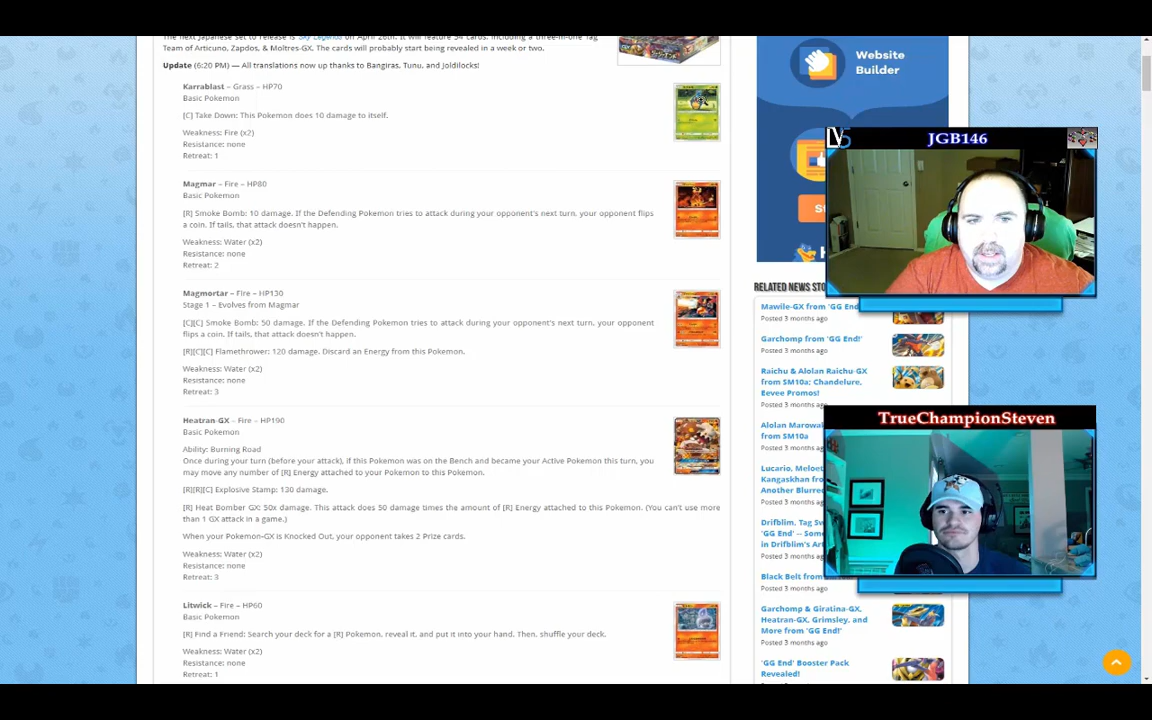 The next Japanese set to release is Sky Legends on April 26th. It will feature 54 cards, including a three-in-one Tag
Team of Articuno, Zapdos, & Moltres-GX. The cards will probably start being revealed in a week or two.
Update (6:20 PM) — All translations now up thanks to Bangiras, Tunu, and Joldilocks!
Karrablast – Grass – HP70
Basic Pokemon
[C] Take Down: This Pokemon does 10 damage to itself.
Weakness: Fire (x2)
Resistance: none
Retreat: 1
Magmar – Fire – HP80
Basic Pokemon
[R] Smoke Bomb: 10 damage. If the Defending Pokemon tries to attack during your opponent's next turn, your opponent flips
a coin. If tails, that attack doesn't happen.
Weakness: Water (x2)
Resistance: none
Retreat: 2
Magmortar – Fire – HP130
Stage 1 – Evolves from Magmar
[C][C] Smoke Bomb: 50 damage. If the Defending Pokemon tries to attack during your opponent's next turn, your opponent
flips a coin. If tails, that attack doesn't happen.
[R][C][C] Flamethrower: 120 damage. Discard an Energy from this Pokemon.
Weakness: Water (x2)
Resistance: none
Retreat: 3
Heatran-GX – Fire – HP190
Basic Pokemon
Ability: Burning Road
Once during your turn (before your attack), if this Pokemon was on the Bench and became your Active Pokemon this turn, you
may move any number of [R] Energy attached to your Pokemon to this Pokemon.
[R][R][C] Explosive Stamp: 130 damage.
[R] Heat Bomber GX: 50x damage. This attack does 50 damage times the amount of [R] Energy attached to this Pokemon. (You can't use more
than 1 GX attack in a game.)
When your Pokemon-GX is Knocked Out, your opponent takes 2 Prize cards.
Weakness: Water (x2)
Resistance: none
Retreat: 3
Litwick – Fire – HP60
Basic Pokemon
[R] Find a Friend: Search your deck for a [R] Pokemon, reveal it, and put it into your hand. Then, shuffle your deck.
Weakness: Water (x2)
Resistance: none
Retreat: 1
Website
Builder
JGB146
RELATED NEWS STO
Mawile-GX from 'GG End
Posted 3 months ago
Garchomp from 'GG End!'
Posted 3 months ago
Raichu & Alolan Raichu-GX
from SM10a; Chandelure,
Eevee Promos!
Posted 3 months ago
TrueChampionSteven
Alolan Marowa
from SM10a
Posted 3 months
Lucario, Meloet
Kangaskhan fro
Another Blurre
Posted 3 months
Drifblim, Tag Sw
'GG End' -- Som
in Drifblim's Ar
Posted 3 months
Black Belt from
Posted 3 months ago
Garchomp & Giratina-GX,
Heatran-GX, Grimsley, and
More from 'GG End!'
Posted 3 months ago
'GG End' Booster Pack
Revealed!
Posted 3 months ago